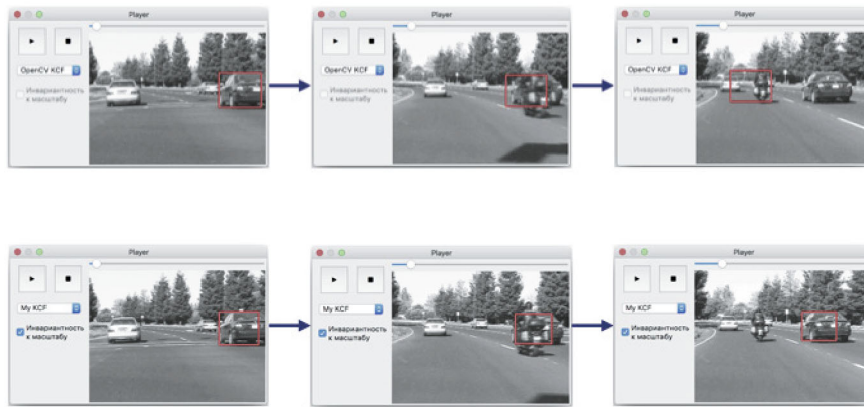 Player
OpenCV KCF
Инвариантность
к масштабу
Player
OpenCV KCF
Инвариантность
к масштабу
Player
OpenCV KCF
Инвариантность
к масштабу
Player
My KCF
Инвариантность
к масштабу
Player
My KCF
Инвариантность
к масштабу
Player
My KCF
Инвариантность
к масштабу